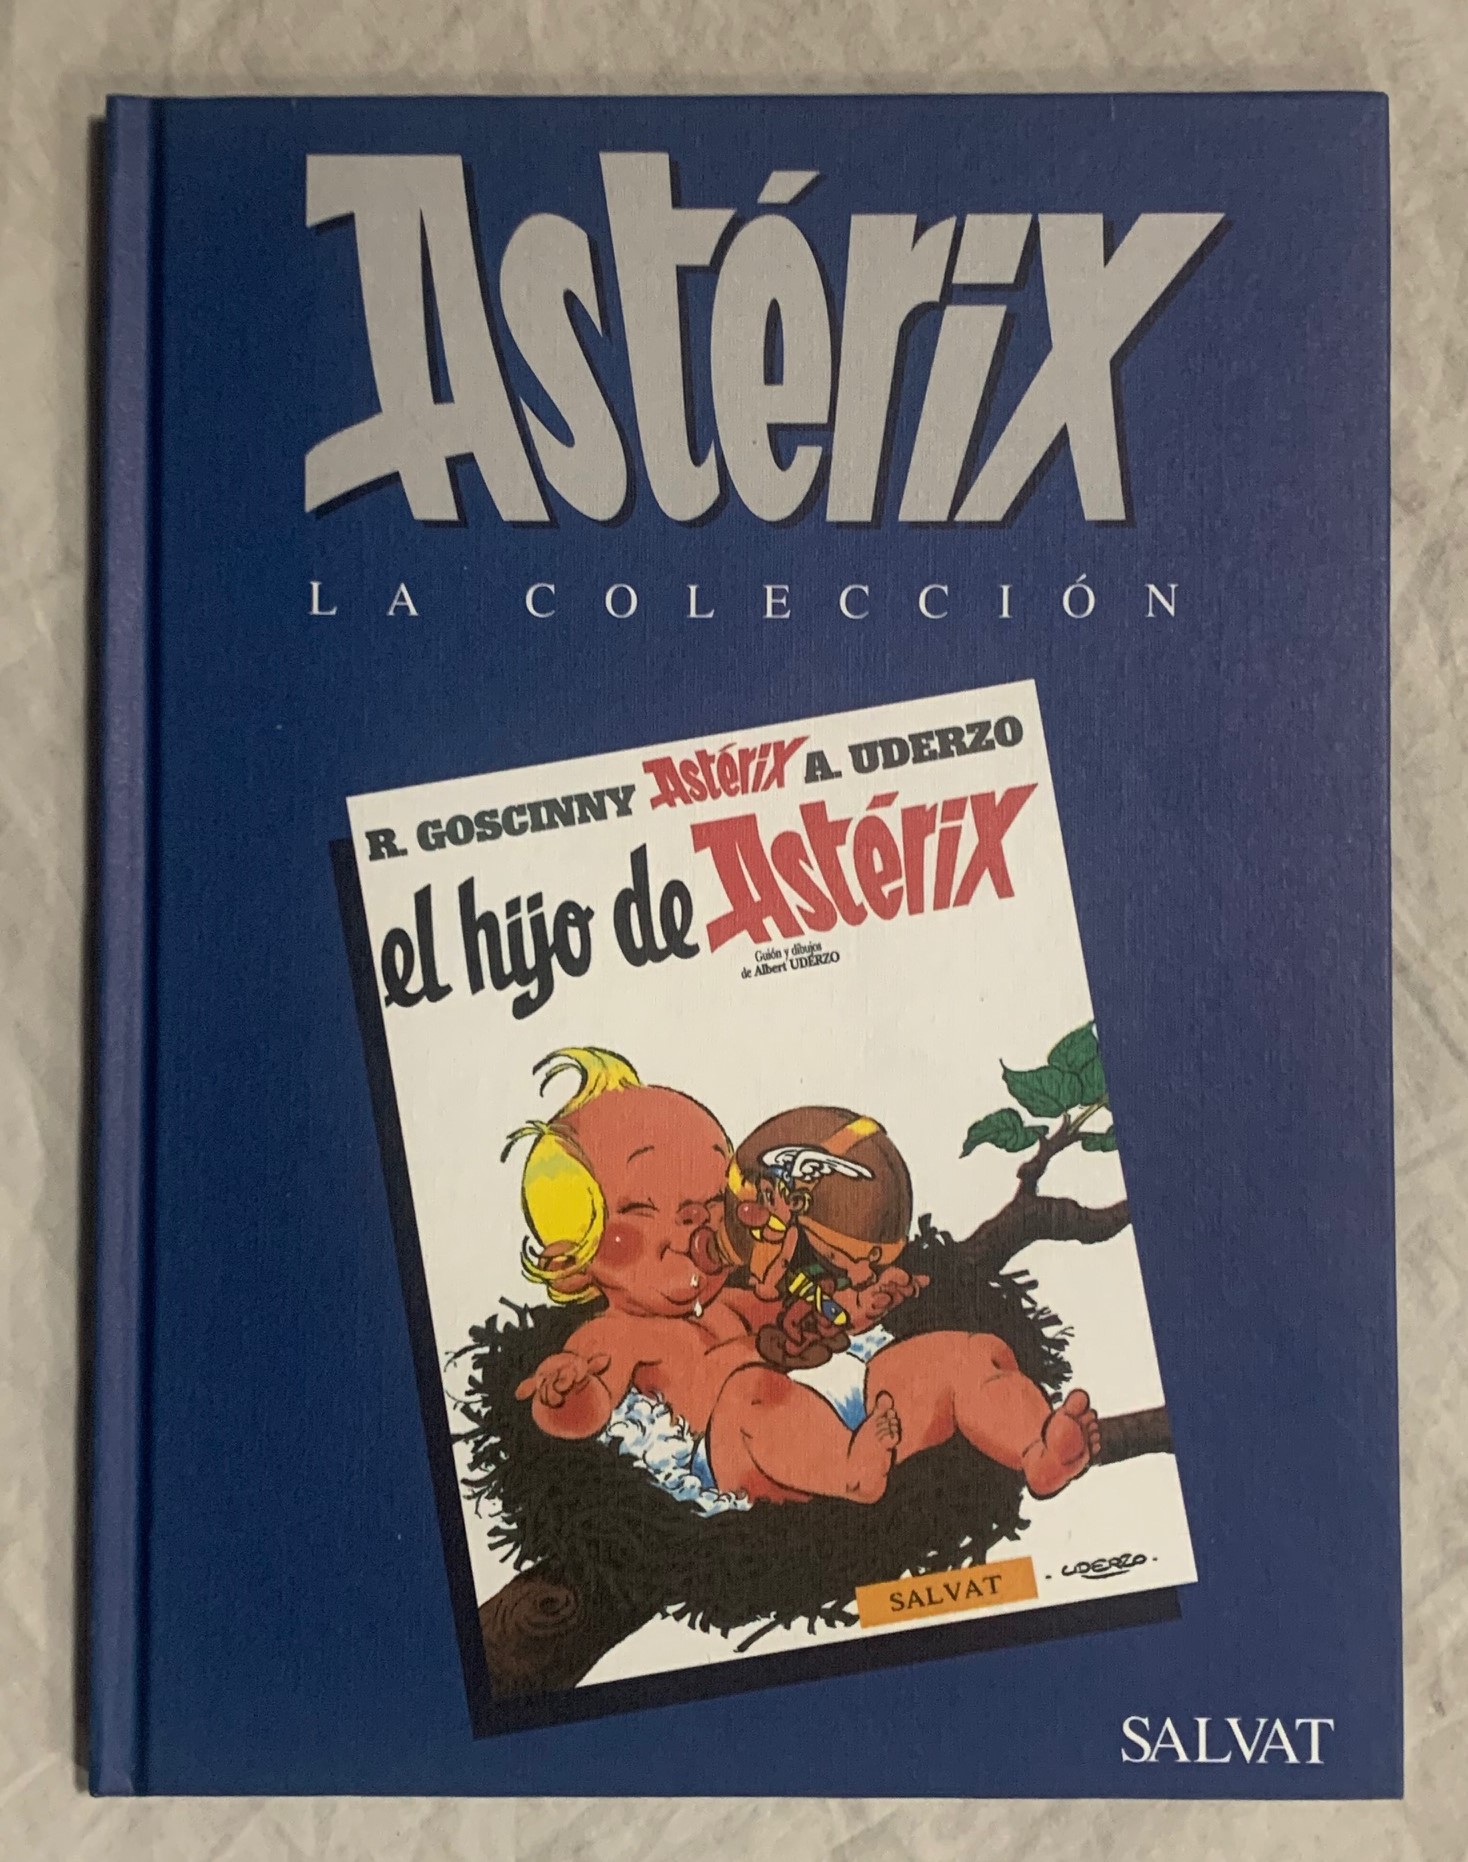 Astérix
LA COLECCIÓN
R. GOSCINNY Astérix A. UDERZO
el hijo de Astérix
Guión y dibujos
de Albert UDERZO
SALVAT
UDERZO
SALVAT